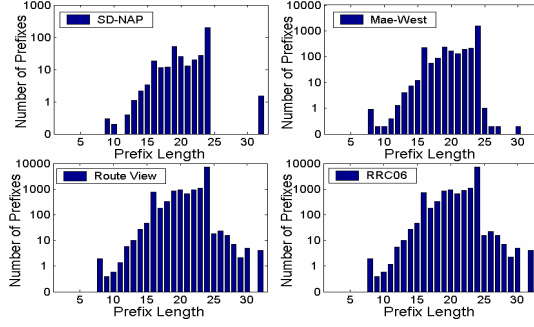 SD-NAP
Number of Prefixes
1000
100
10
1
0
5 10 15 20 25 30
Prefix Length
Mae-West
Number of Prefixes
10000
1000
100
10
1
0
5 10 15 20 25 30
Prefix Length
Route View
Number of Prefixes
10000
1000
100
10
1
0
5 10 15 20 25 30
Prefix Length
RRC06
Number of Prefixes
10000
1000
100
10
1
0
5 10 15 20 25 30
Prefix Length